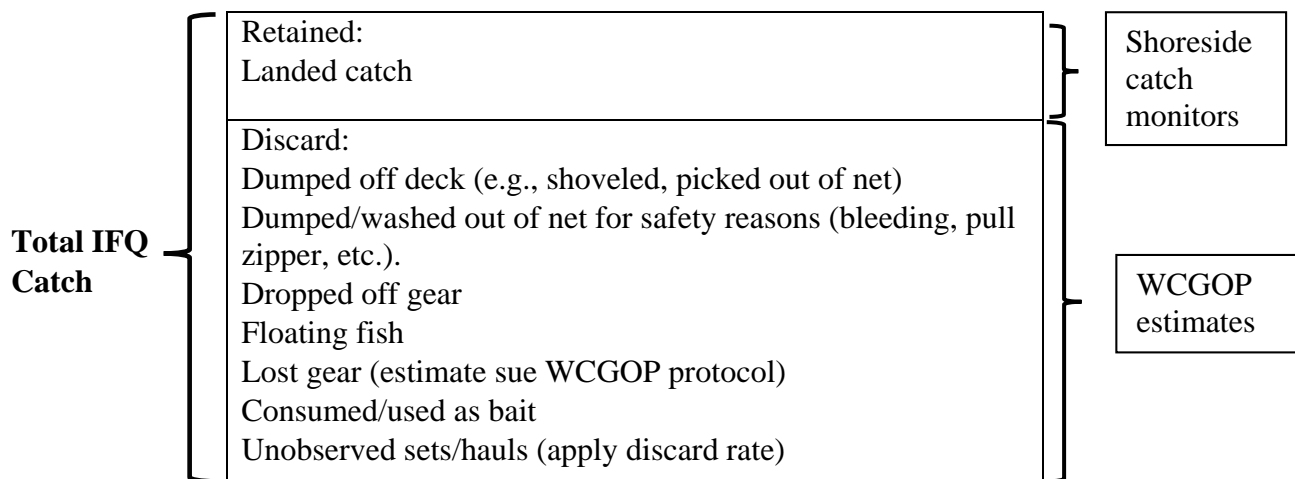 Total IFQ
Catch
Retained:
Landed catch
Discard:
Dumped off deck (e.g., shoveled, picked out of net)
Dumped/washed out of net for safety reasons (bleeding, pull
zipper, etc.).
Dropped off gear
Floating fish
Lost gear (estimate sue WCGOP protocol)
Consumed/used as bait
Unobserved sets/hauls (apply discard rate)
Shoreside
catch
monitors
WCGOP
estimates